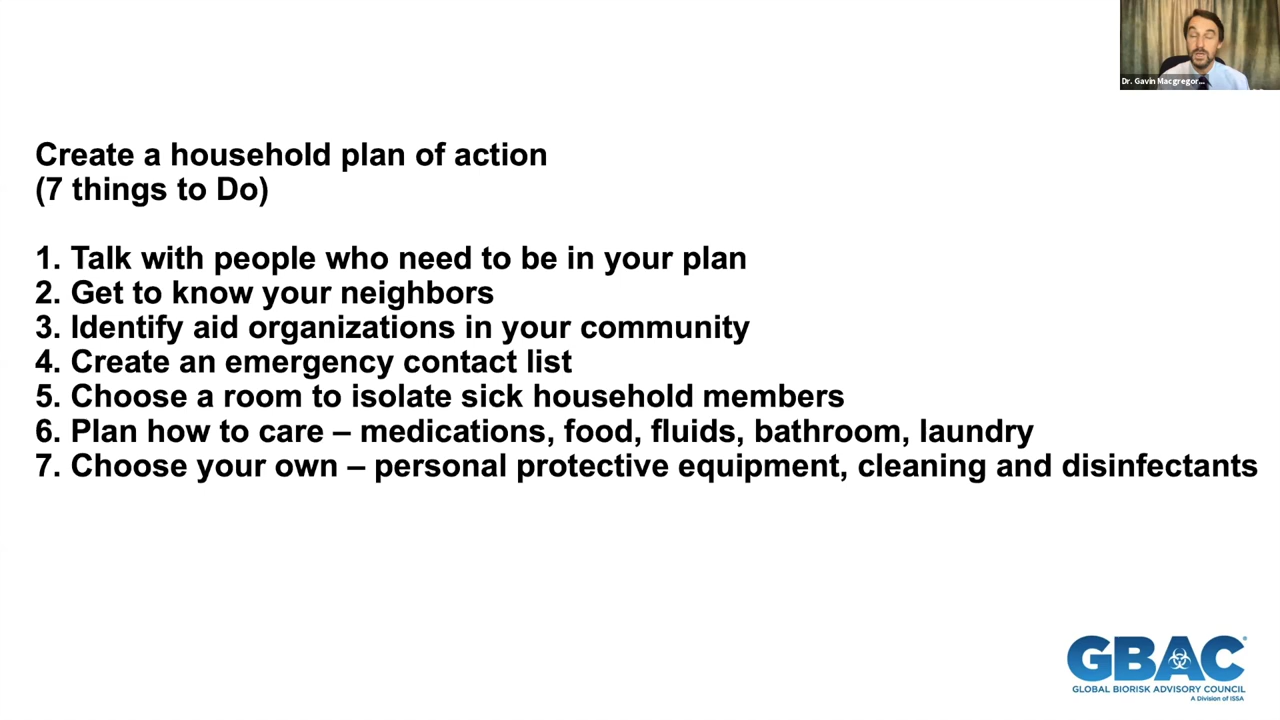 Dr. Gavin Macgregor...
Create a household plan of action
(7 things to Do)
1. Talk with people who need to be in your plan
2. Get to know your neighbors
3. Identify aid organizations in your community
4. Create an emergency contact list
5. Choose a room to isolate sick household members
6. Plan how to care – medications, food, fluids, bathroom, laundry
7. Choose your own – personal protective equipment, cleaning and disinfectants
GBAC
GLOBAL BIORISK ADVISORY COUNCIL
A Division of ISSA